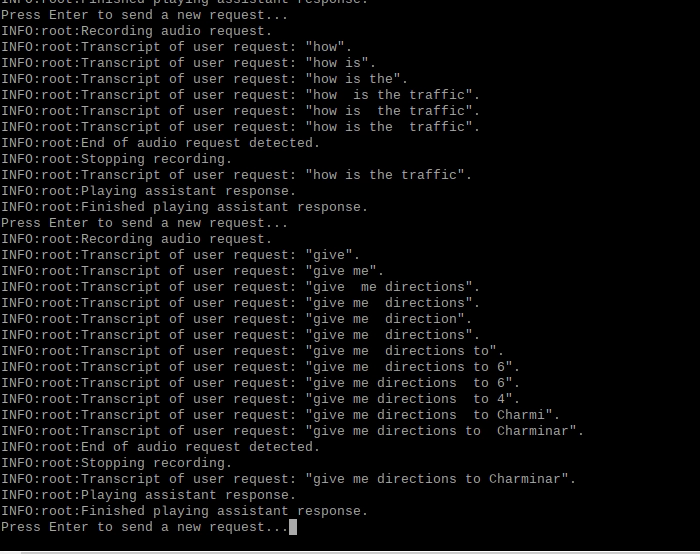 INFO:root:Finished playing assistant response.
Press Enter to send a new request...
INFO:root:Recording audio request.
INFO:root:Transcript of user request: "how".
INFO:root:Transcript of user request: "how is".
INFO:root:Transcript of user request: "how is the".
INFO:root:Transcript of user request: "how  is the traffic".
INFO:root:Transcript of user request: "how is  the traffic".
INFO:root:Transcript of user request: "how is the  traffic".
INFO:root:End of audio request detected.
INFO:root:Stopping recording.
INFO:root:Transcript of user request: "how is the traffic".
INFO:root:Playing assistant response.
INFO:root:Finished playing assistant response.
Press Enter to send a new request...
INFO:root:Recording audio request.
INFO:root:Transcript of user request: "give".
INFO:root:Transcript of user request: "give me".
INFO:root:Transcript of user request: "give  me directions".
INFO:root:Transcript of user request: "give me  directions".
INFO:root:Transcript of user request: "give me  direction".
INFO:root:Transcript of user request: "give me  directions".
INFO:root:Transcript of user request: "give me  directions to".
INFO:root:Transcript of user request: "give me  directions to 6".
INFO:root:Transcript of user request: "give me directions  to 6".
INFO:root:Transcript of user request: "give me directions  to 4".
INFO:root:Transcript of user request: "give me directions  to Charmi".
INFO:root:Transcript of user request: "give me directions to  Charminar".
INFO:root:End of audio request detected.
INFO:root:Stopping recording.
INFO:root:Transcript of user request: "give me directions to Charminar".
INFO:root:Playing assistant response.
INFO:root:Finished playing assistant response.
Press Enter to send a new request...